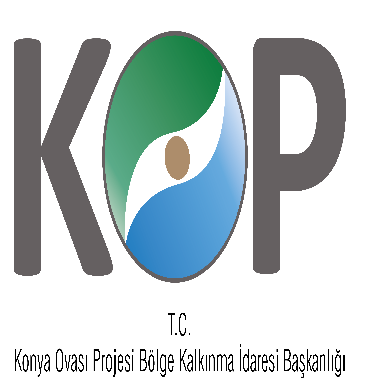 KOP
T.C.
Konya Ovası Projesi Bölge Kalkınma İdaresi Başkanlığı